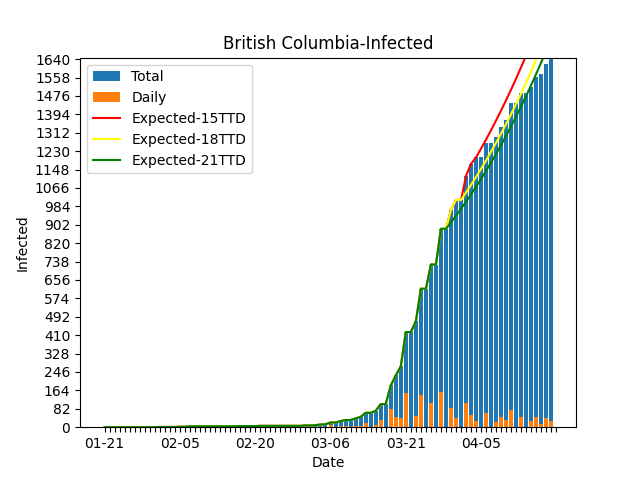 British Columbia-Infected
Total
Daily
Expected-15TTD
Expected-18TTD
Expected-21TTD
1640
1558
1476
1394
1312
1230
1148
1066
984
902
820
738
656
574
492
410
328
246
164
82
0
Infected
01-21 02-05 02-20 03-06 03-21 04-05
Date